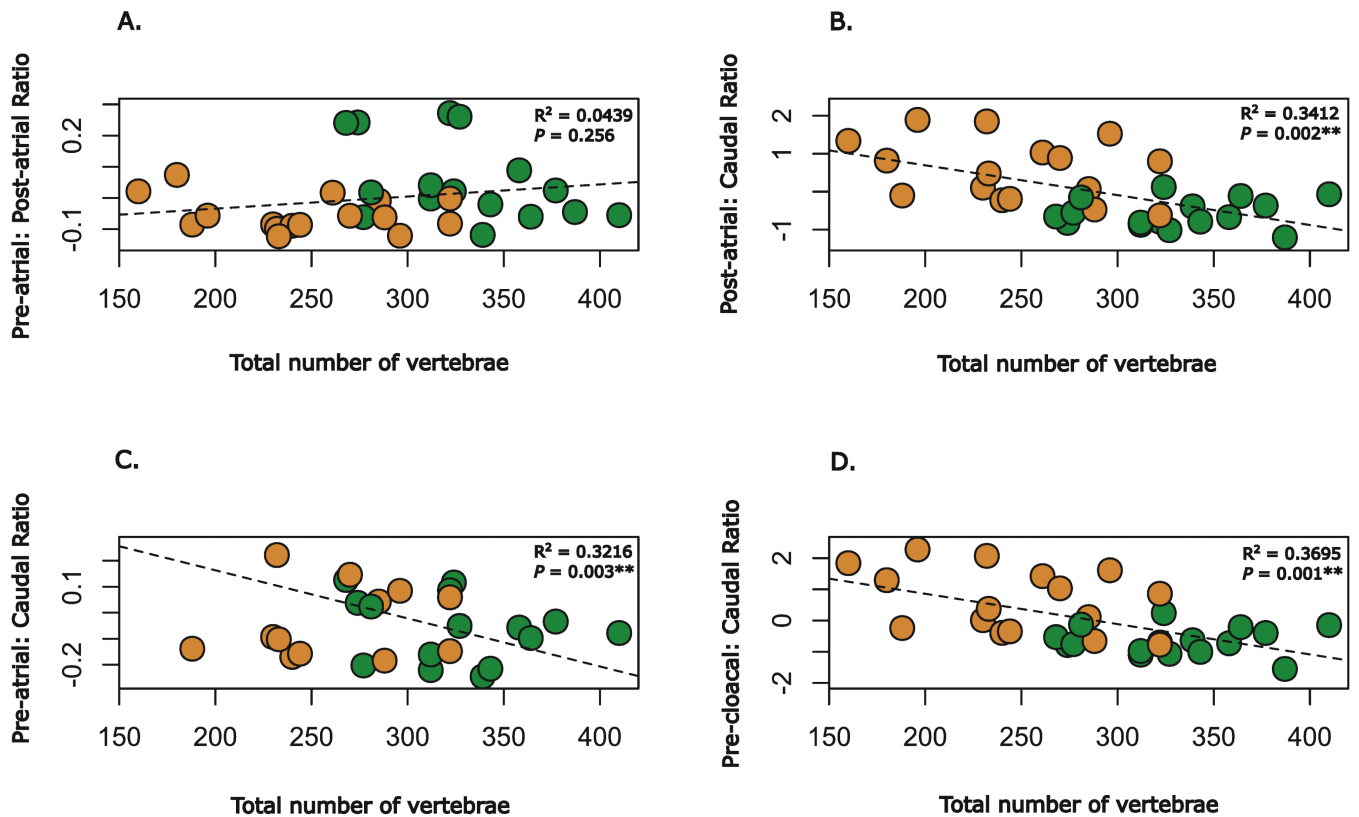 A.
Pre-atrial: Post-atrial Ratio
0.2
-0.1
R² = 0.0439
P = 0.256
150 200 250 300 350 400
Total number of vertebrae
B.
Post-atrial: Caudal Ratio
2
1
-1
R² = 0.3412
P = 0.002**
150 200 250 300 350 400
Total number of vertebrae
C.
Pre-atrial: Caudal Ratio
0.1
-0.2
R² = 0.3216
P = 0.003**
150 200 250 300 350 400
Total number of vertebrae
D.
Pre-cloacal: Caudal Ratio
2
0
-2
R² = 0.3695
P = 0.001**
150 200 250 300 350 400
Total number of vertebrae